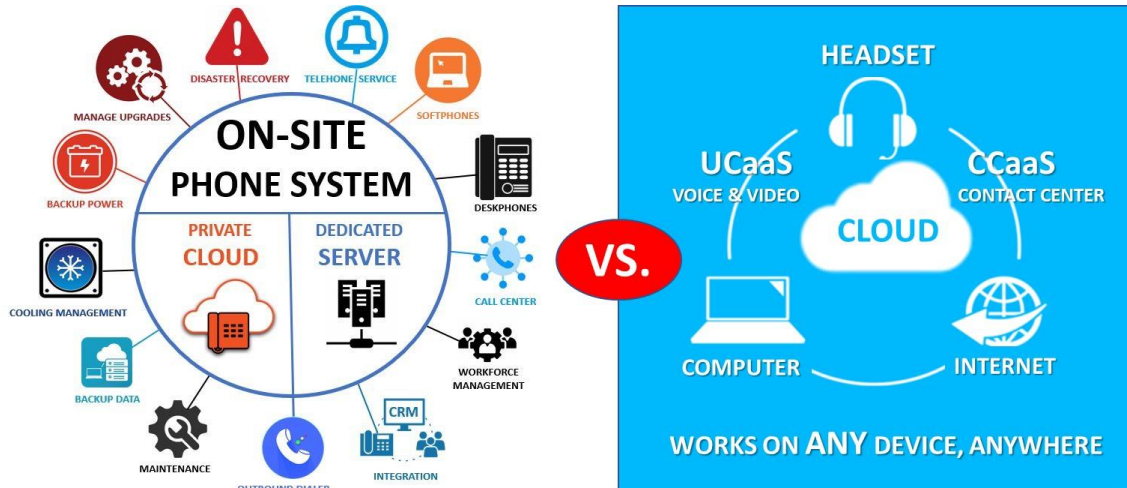 DISASTER RECOVERY
TELEHONE SERVICE
MANAGE UPGRADES
SOFTPHONES
BACKUP POWER
DESKPHONES
COOLING MANAGEMENT
CALL CENTER
BACKUP DATA
WORKFORCE
MANAGEMENT
MAINTENANCE
OUTBOUND DIALER
CRM
INTEGRATION
ON-SITE
PHONE SYSTEM
PRIVATE
CLOUD
DEDICATED
SERVER
VS.
HEADSET
UCaaS
VOICE & VIDEO
CCaaS
CONTACT CENTER
CLOUD
COMPUTER
INTERNET
WORKS ON ANY DEVICE, ANYWHERE